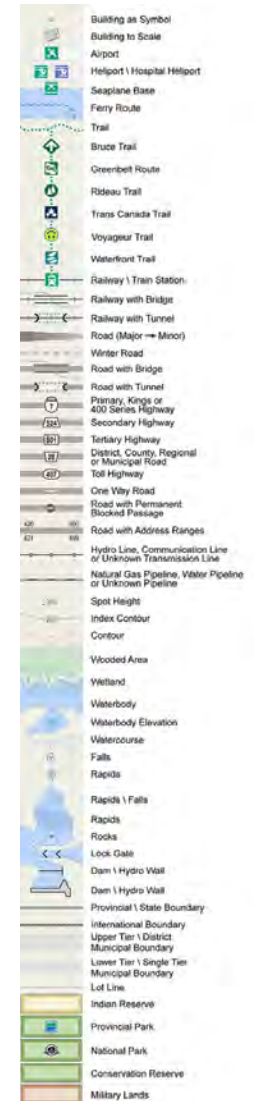 Building as Symbol
Building to Scale
Airport
Heliport \ Hospital Heliport
Seaplane Base
Ferry Route
Trail
Bruce Trail
Greenbelt Route
Rideau Trail
Trans Canada Trail
Voyageur Trail
Waterfront Trail
Railway \ Train Station
Railway with Bridge
Railway with Tunnel
Road (Major → Minor)
Winter Road
Road with Bridge
Road with Tunnel
Primary, Kings or
400 Series Highway
Secondary Highway
Tertiary Highway
District, County, Regional
or Municipal Road
Toll Highway
One Way Road
Road with Permanent
Blocked Passage
Road with Address Ranges
Hydro Line, Communication Line
or Unknown Transmission Line
Natural Gas Pipeline, Water Pipeline
or Unknown Pipeline
Spot Height
Index Contour
Contour
Wooded Area
Wetland
Waterbody
Waterbody Elevation
Watercourse
Falls
Rapids
Rapids \ Falls
Rapids
Rocks
Lock Gate
Dam \ Hydro Wall
Dam \ Hydro Wall
Provincial \ State Boundary
International Boundary
Upper Tier \ District
Municipal Boundary
Lower Tier \ Single Tier
Municipal Boundary
Lot Line
Indian Reserve
Provincial Park
National Park
Conservation Reserve
Military Lands